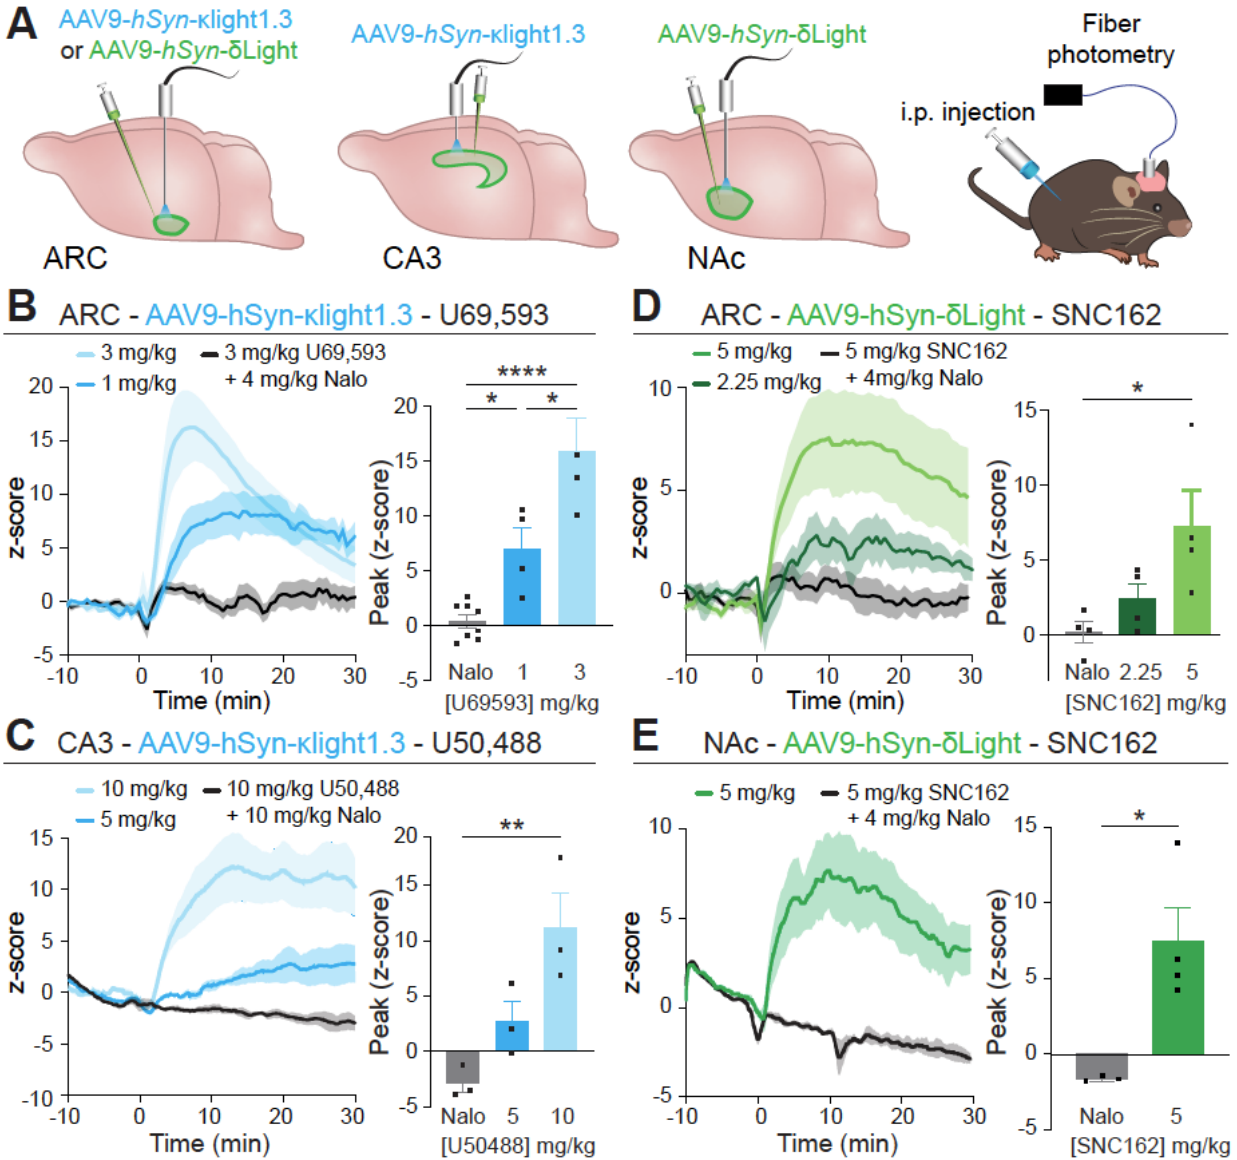 A
AAV9-hSyn-κlight1.3
or AAV9-hSyn-δLight
ARC
AAV9-hSyn-κlight1.3
CA3
AAV9-hSyn-δLight
NAc
Fiber
photometry
i.p. injection
B ARC - AAV9-hSyn-κlight1.3 - U69,593
3 mg/kg
1 mg/kg
3 mg/kg U69,593
+ 4 mg/kg Nalo
z-score
20
15
10
5
0
-5
-10 0 10 20 30
Time (min)
**** 
* *
Peak (z-score)
20
15
10
5
0
-5
Nalo 1 3
[U69593] mg/kg
D ARC - AAV9-hSyn-δLight - SNC162
5 mg/kg
2.25 mg/kg
5 mg/kg SNC162
+ 4mg/kg Nalo
z-score
10
5
0
-10 0 10 20 30
Time (min)
*
Peak (z-score)
15
10
5
0
Nalo 2.25 5
[SNC162] mg/kg
C CA3 - AAV9-hSyn-κlight1.3 - U50,488
10 mg/kg
5 mg/kg
10 mg/kg U50,488
+ 10 mg/kg Nalo
z-score
15
10
5
0
-5
-10
-10 0 10 20 30
Time (min)
**
Peak (z-score)
20
15
10
5
0
-5
Nalo 5 10
[U50488] mg/kg
E NAc - AAV9-hSyn-δLight - SNC162
5 mg/kg
5 mg/kg SNC162
+ 4 mg/kg Nalo
z-score
10
5
0
-5
-10 0 10 20 30
Time (min)
*
Peak (z-score)
15
10
5
0
-5
Nalo 5
[SNC162] mg/kg